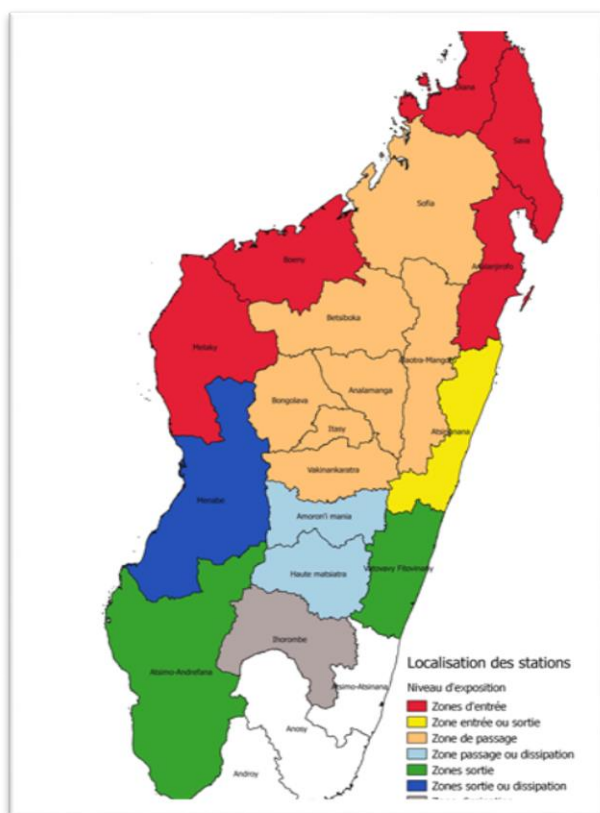 Diana
Sava
Sofia
Boeny
Analanjirofo
Betsiboka
Melaky
Alaotra-Mangoro
Analamanga
Bongolava
Itasy
Atsinanana
Vakinankaratra
Menabe
Amoron'i mania
Haute matsiatra
Vatovavy Fitovinany
Ihorombe
Atsimo-Andrefana
Atsimo-Atsinana
Anosy
Androy
Localisation des stations
Niveau d'exposition
Zones d'entrée
Zone entrée ou sortie
Zone de passage
Zone passage ou dissipation
Zones sortie
Zones sortie ou dissipation